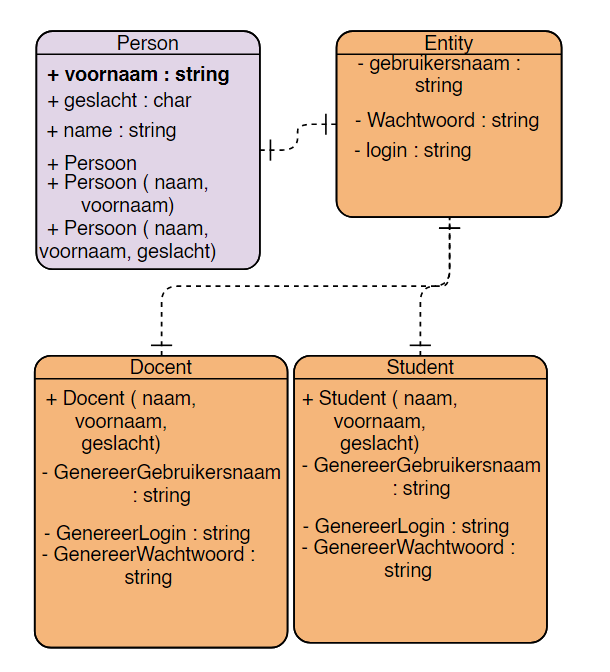 Person
+ voornaam : string
+ geslacht : char
+ name : string
+ Persoon
+ Persoon ( naam,
voornaam)
+ Persoon ( naam,
voornaam, geslacht)
Entity
- gebruikersnaam :
string
- Wachtwoord : string
- login : string
Docent
+ Docent ( naam,
voornaam,
geslacht)
- GenereerGebruikersnaam
: string
- GenereerLogin : string
- GenereerWachtwoord :
string
Student
+ Student ( naam,
voornaam,
geslacht)
- GenereerGebruikersnaam
: string
- GenereerLogin : string
- GenereerWachtwoord :
string